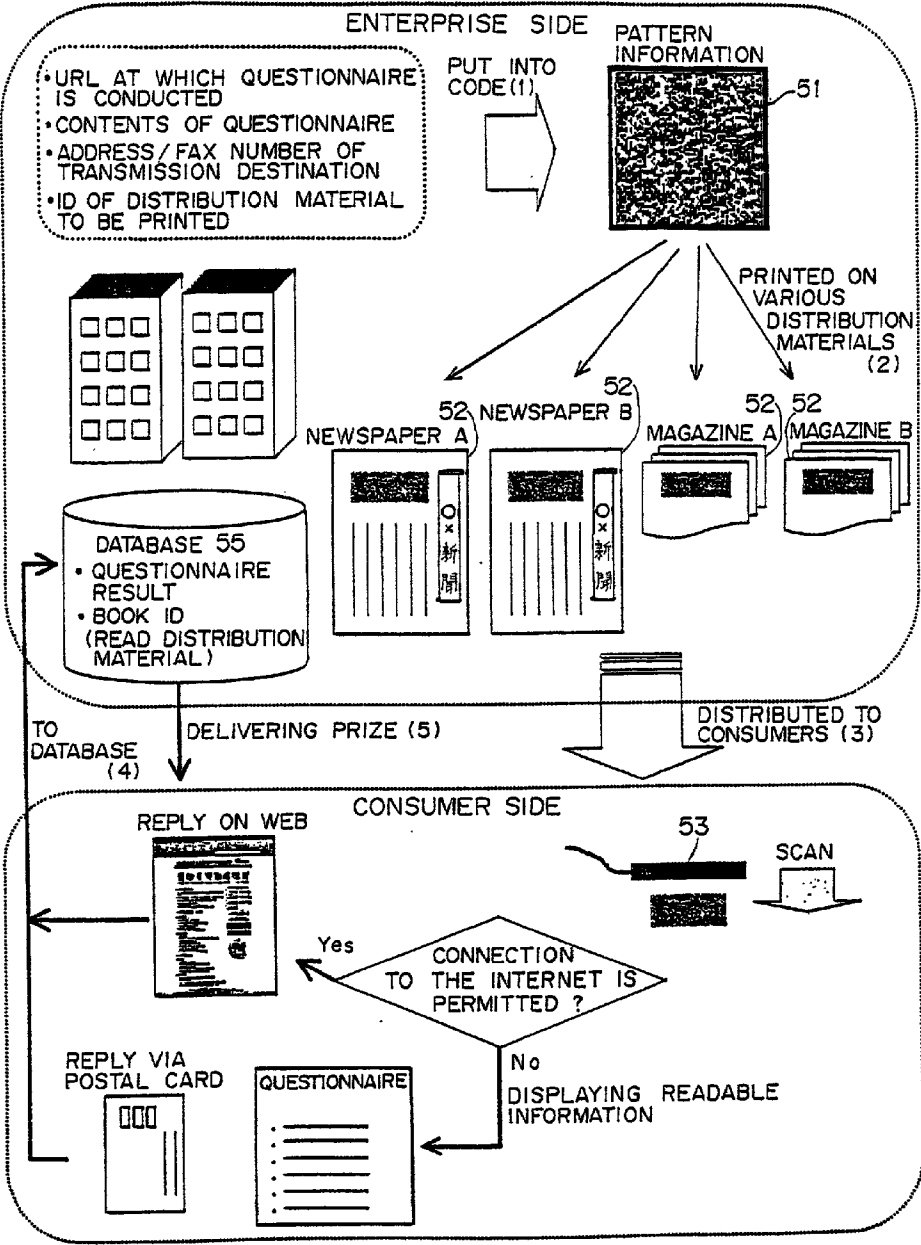 ENTERPRISE SIDE
•URL AT WHICH QUESTIONNAIRE
IS CONDUCTED
•CONTENTS OF QUESTIONNAIRE
•ADDRESS/FAX NUMBER OF
TRANSMISSION DESTINATION
•ID OF DISTRIBUTION MATERIAL
TO BE PRINTED
PUT INTO
CODE(1)
PATTERN
INFORMATION
51
PRINTED ON
VARIOUS
DISTRIBUTION
MATERIALS
(2)
NEWSPAPER A
52
NEWSPAPER B
52
MAGAZINE A
52
MAGAZINE B
52
○×新聞
○×新聞
DATABASE 55
• QUESTIONNAIRE
RESULT
• BOOK ID
(READ DISTRIBUTION
MATERIAL)
TO
DATABASE
(4)
DELIVERING PRIZE (5)
DISTRIBUTED TO
CONSUMERS (3)
CONSUMER SIDE
REPLY ON WEB
53
SCAN
Yes
CONNECTION
TO THE INTERNET IS
PERMITTED ?
No
DISPLAYING READABLE
INFORMATION
REPLY VIA
POSTAL CARD
QUESTIONNAIRE